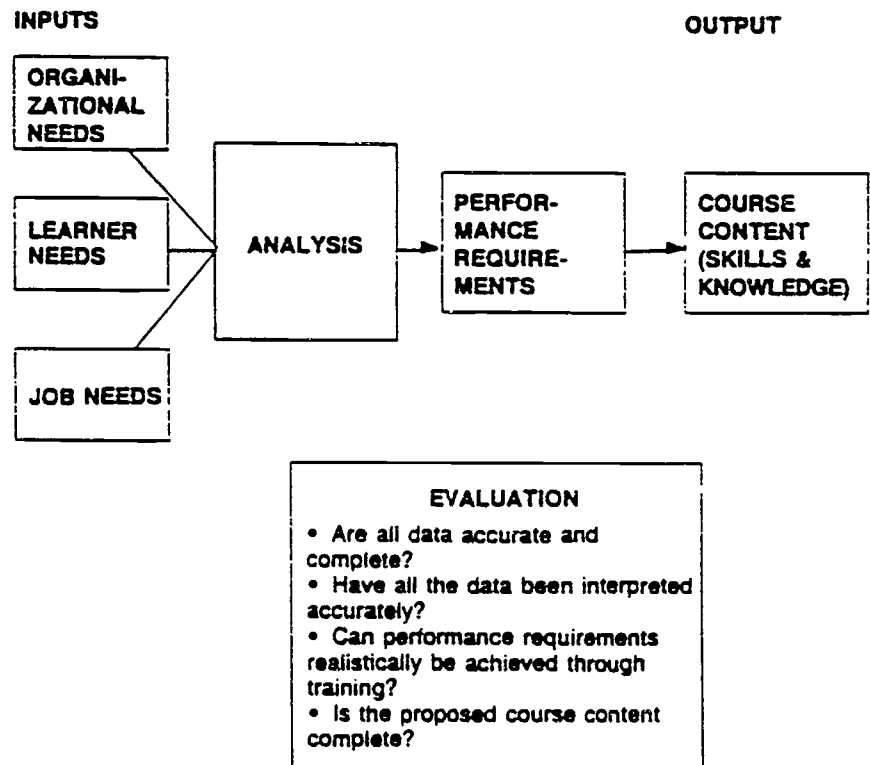 INPUTS
OUTPUT
ORGANI-
ZATIONAL
NEEDS
LEARNER
NEEDS
JOB NEEDS
ANALYSIS
PERFOR-
MANCE
REQUIRE-
MENTS
COURSE
CONTENT
(SKILLS &
KNOWLEDGE)
EVALUATION
• Are all data accurate and
complete?
• Have all the data been interpreted
accurately?
• Can performance requirements
realistically be achieved through
training?
• Is the proposed course content
complete?